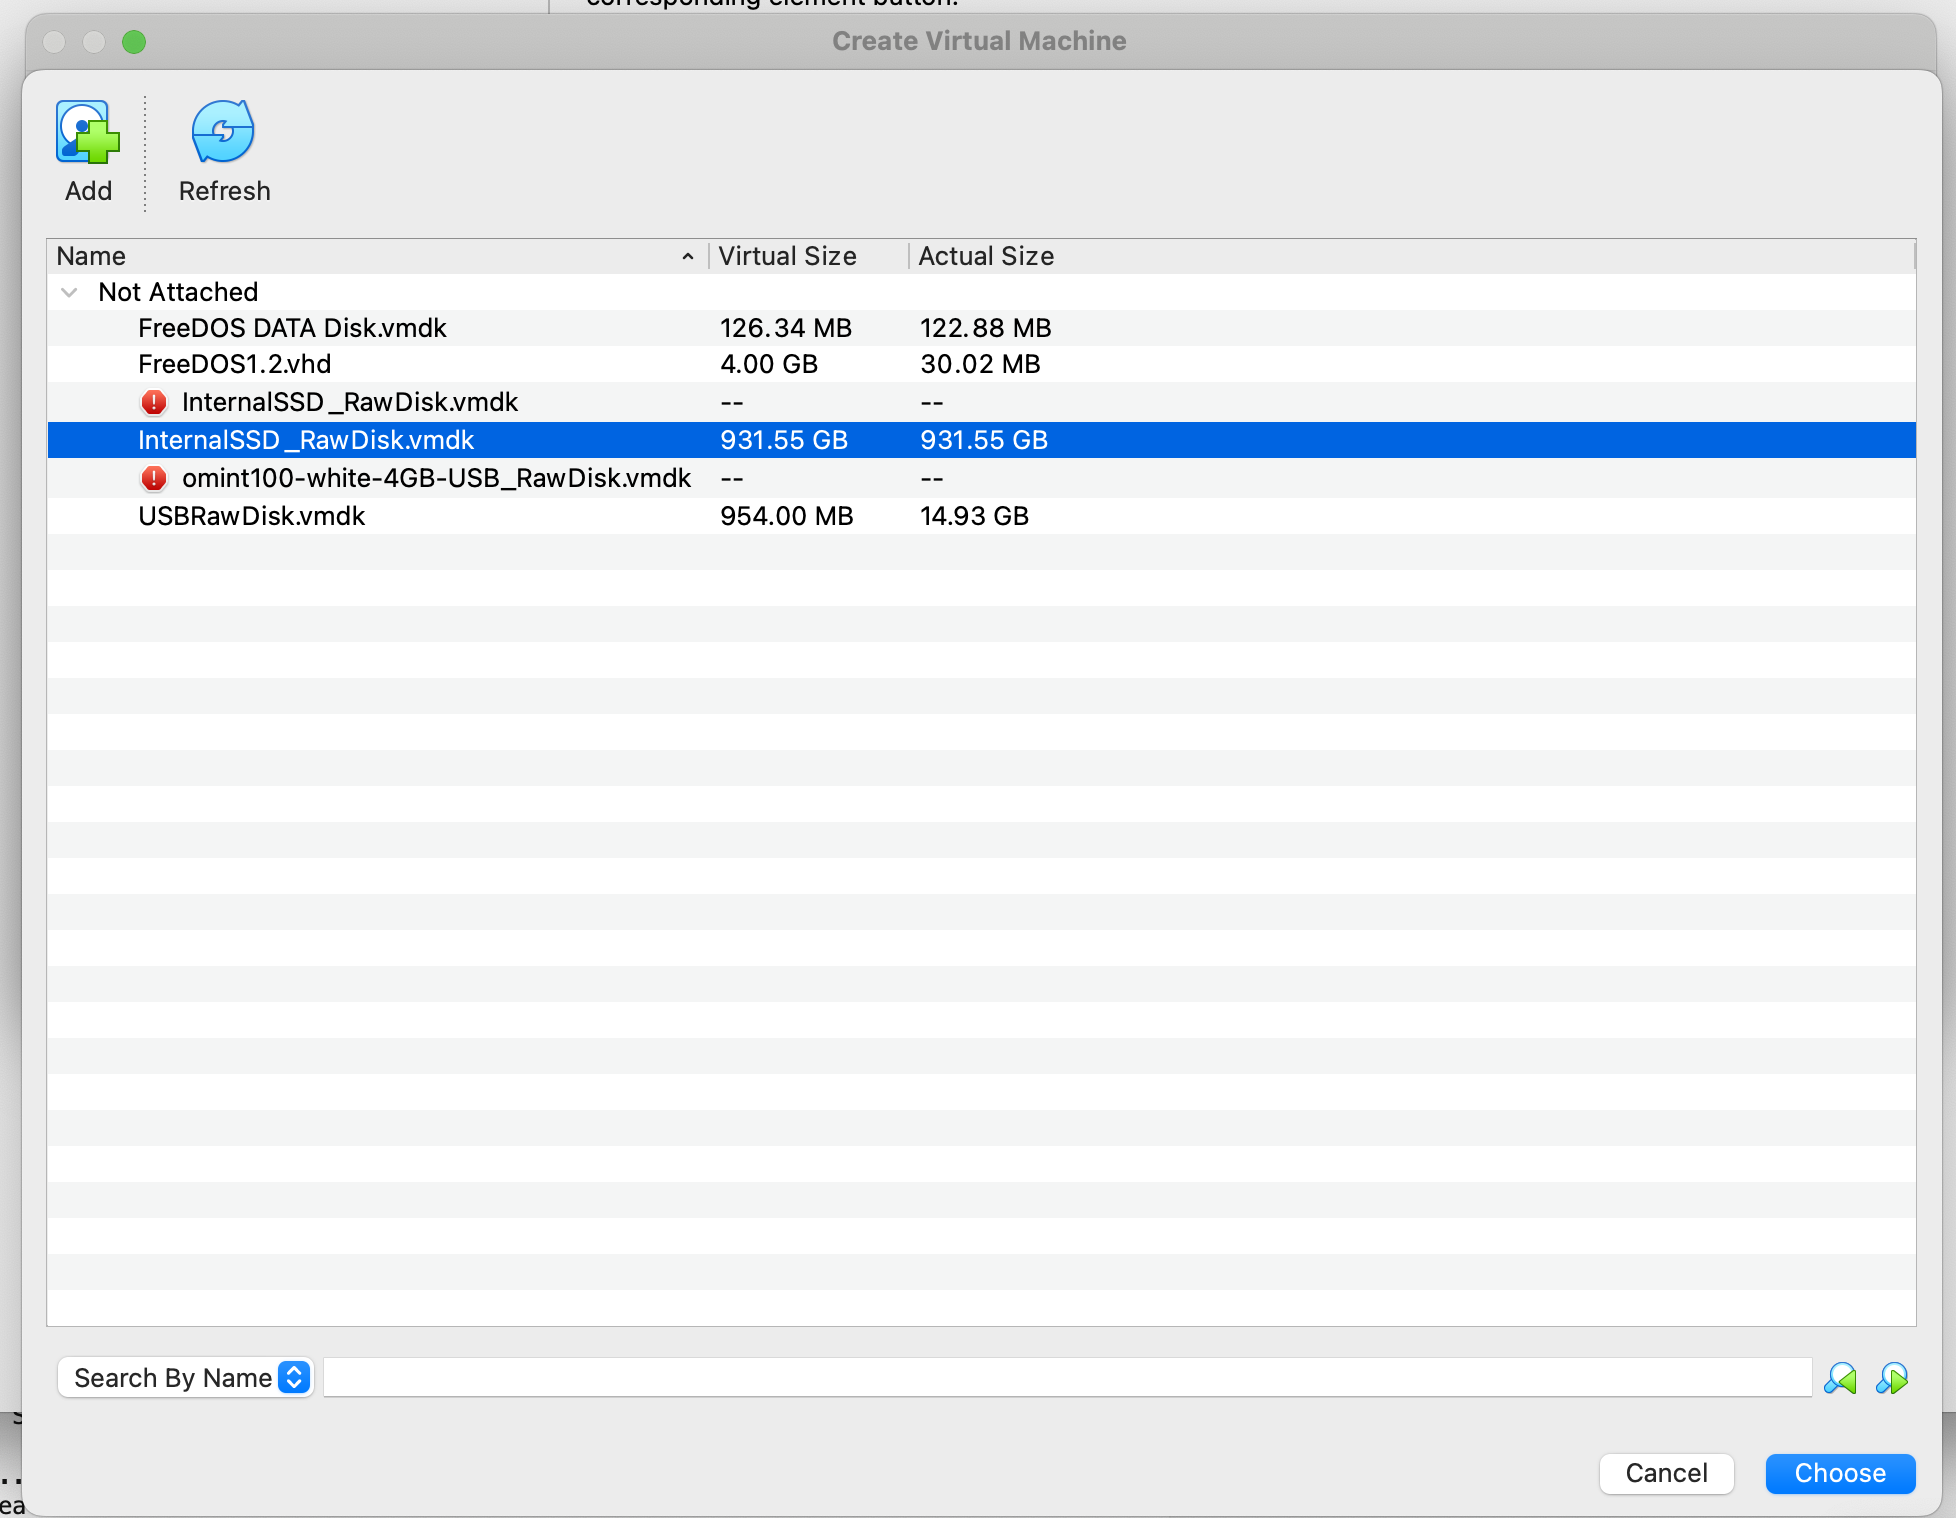 corresponding element button.
Create Virtual Machine
Add
Refresh
Name
Virtual Size
Actual Size
Not Attached
FreeDOS DATA Disk.vmdk 126.34 MB 122.88 MB
FreeDOS1.2.vhd 4.00 GB 30.02 MB
InternalSSD_RawDisk.vmdk -- --
InternalSSD_RawDisk.vmdk 931.55 GB 931.55 GB
omint100-white-4GB-USB_RawDisk.vmdk -- --
USBRawDisk.vmdk 954.00 MB 14.93 GB
Search By Name
Cancel
Choose